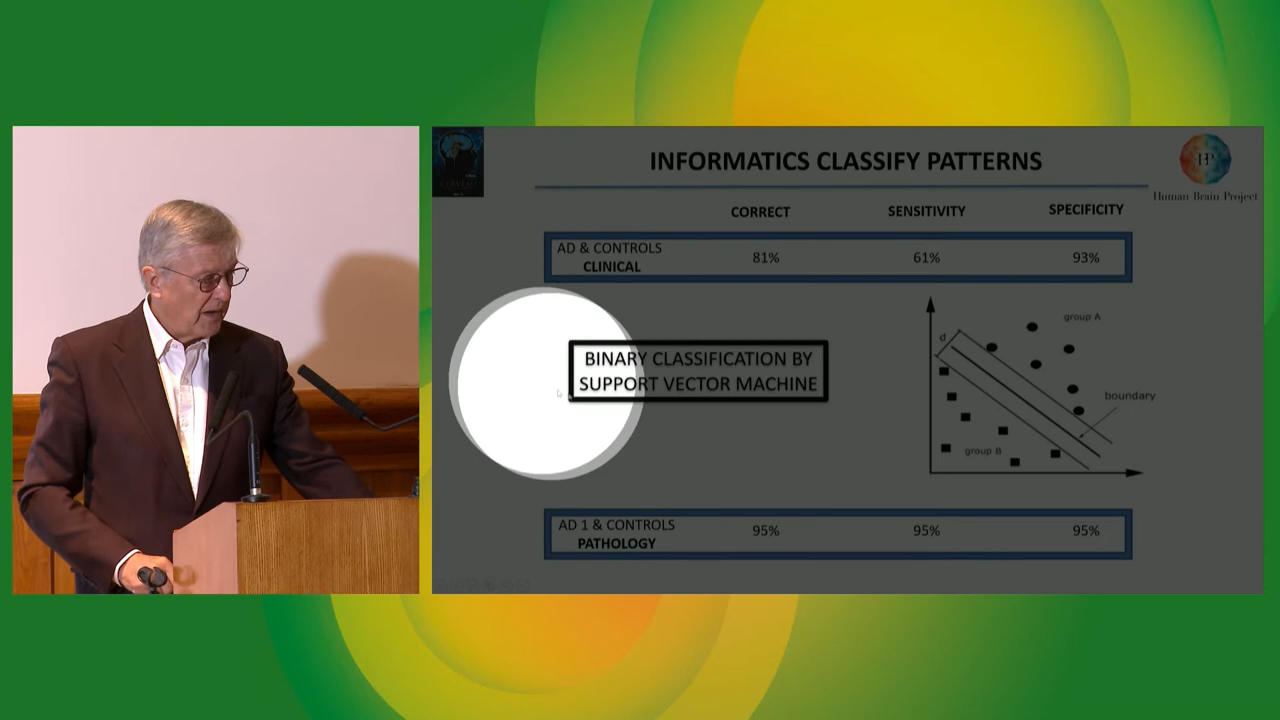 INFORMATICS CLASSIFY PATTERNS
HBP
Human Brain Project
CORRECT SENSITIVITY SPECIFICITY
AD & CONTROLS
CLINICAL
81% 61% 93%
group A
d
BINARY CLASSIFICATION BY
SUPPORT VECTOR MACHINE
boundary
group B
AD 1 & CONTROLS
PATHOLOGY
95% 95% 95%